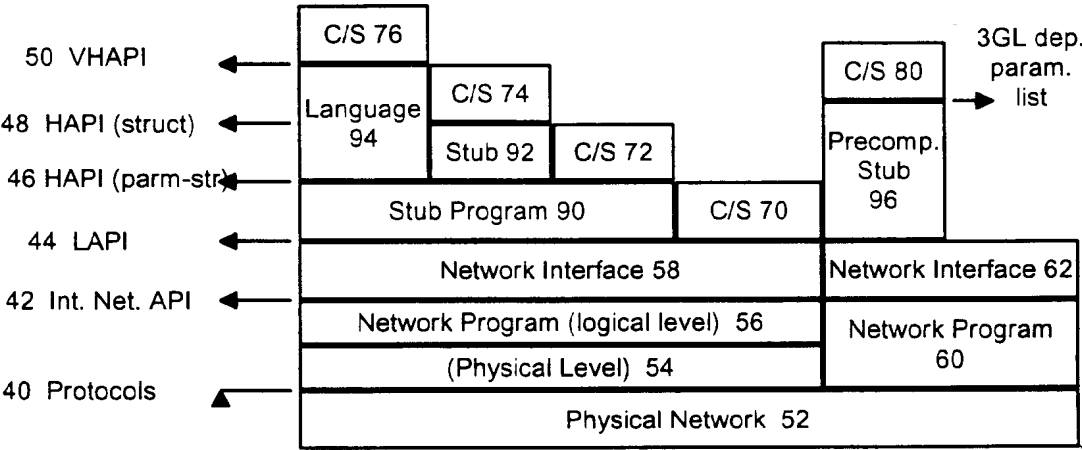 C/S 76
50 VHAPI
C/S 74
C/S 80
3GL dep.
param.
list
Language
94
48 HAPI (struct)
Stub 92
C/S 72
Precomp.
Stub
96
46 HAPI (parm-str)
Stub Program 90
C/S 70
44 LAPI
Network Interface 58
Network Interface 62
42 Int. Net. API
Network Program (logical level) 56
Network Program
60
(Physical Level) 54
40 Protocols
Physical Network 52